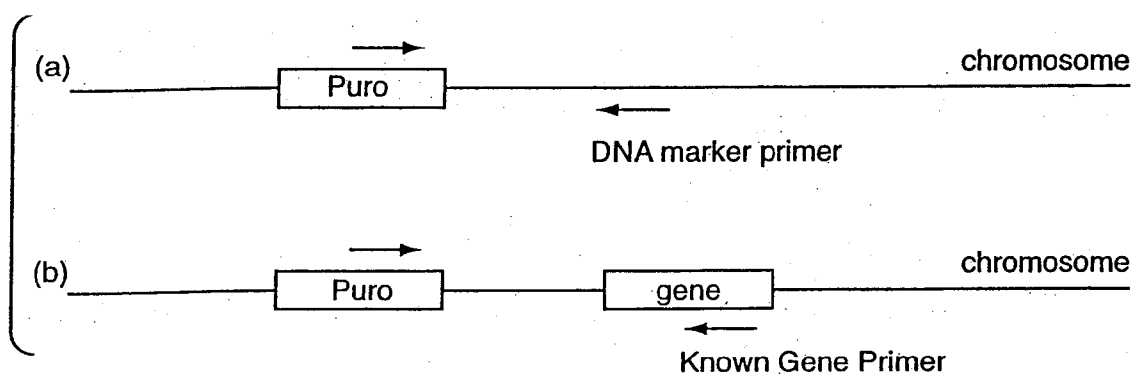 (a)
Puro
chromosome
DNA marker primer
(b)
Puro
gene
chromosome
Known Gene Primer